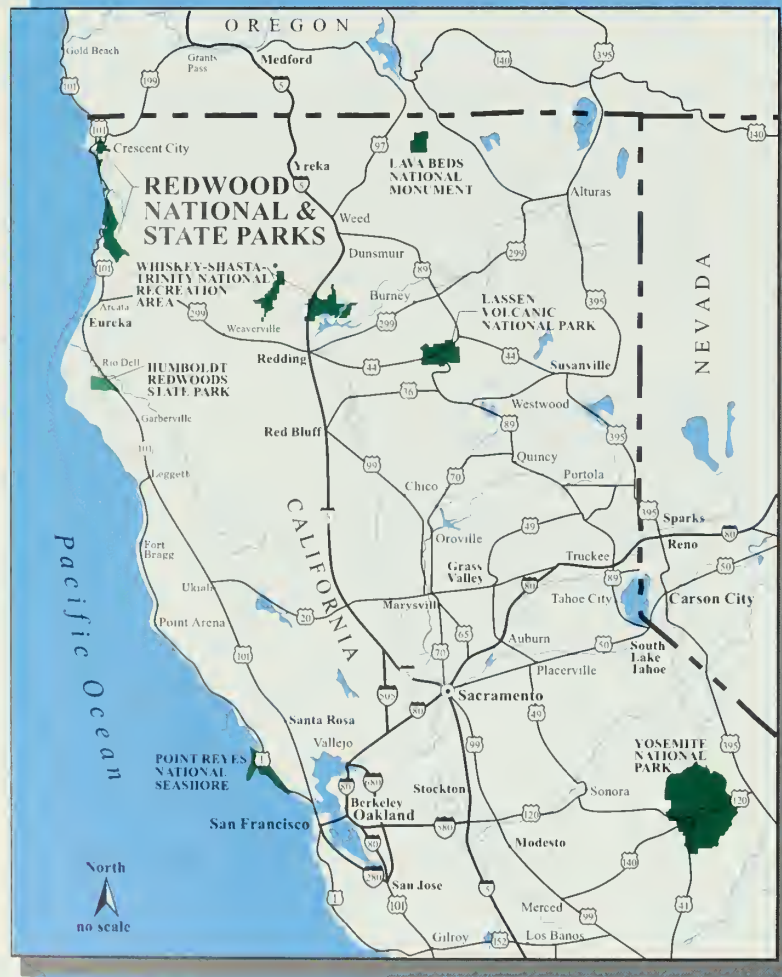 OREGON
Gold Beach
Grants
Pass
Medford
140
395
101
199
5
101
97
140
Crescent City
Yreka
LAVA BEDS
NATIONAL
MONUMENT
REDWOOD
NATIONAL &
STATE PARKS
5
Alturas
Weed
Dunsmuir
299
101
WHISKEY-SHASTA-
TRINITY NATIONAL
RECREATION
AREA
89
Burney
395
NEVADA
Arcata
299
Eureka
Weaverville
299
LASSEN
VOLCANIC
NATIONAL PARK
Redding
44
44
Susanville
Rio Dell
HUMBOLDT
REDWOODS
STATE PARK
36
Westwood
Garberville
Red Bluff
89
395
101
99
Quincy
Leggett
Chico
70
Portola
CALIFORNIA
395
Sparks
Oroville
49
80
Reno
Pacific Ocean
Fort
Bragg
Grass
Valley
Truckee
50
Ukiah
80
89
20
Marysville
Tahoe City
Carson City
Point Arena
65
Auburn
101
70
50
South
Lake
Tahoe
Placerville
505
Sacramento
80
49
Santa Rosa
Vallejo
99
395
YOSEMITE
NATIONAL
PARK
POINT REYES
NATIONAL
SEASHORE
1
80
680
Stockton
Sonora
120
Berkeley
Oakland
San Francisco
580
120
80
Modesto
140
280
North
no scale
San Jose
5
1
101
Merced
41
99
Gilroy
152
Los Banos